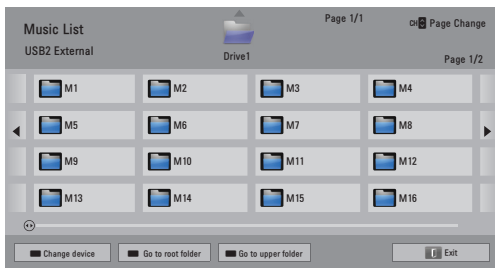 Music List
Page 1/1
CH Page Change
USB2 External
Drive1
Page 1/2
M1
M2
M3
M4
M5
M6
M7
M8
M9
M10
M11
M12
M13
M14
M15
M16
Change device
Go to root folder
Go to upper folder
Exit